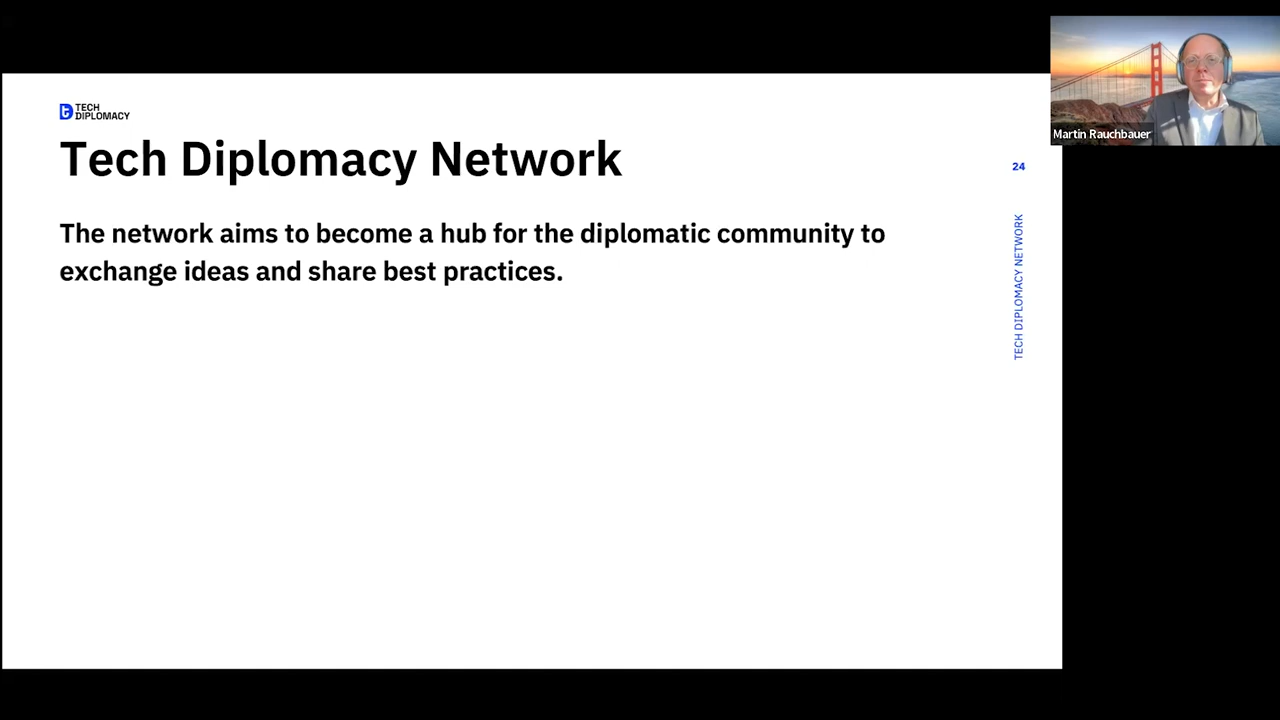 TECH
DIPLOMACY
Tech Diplomacy Network
The network aims to become a hub for the diplomatic community to
exchange ideas and share best practices.
24
TECH DIPLOMACY NETWORK
Martin Rauchbauer